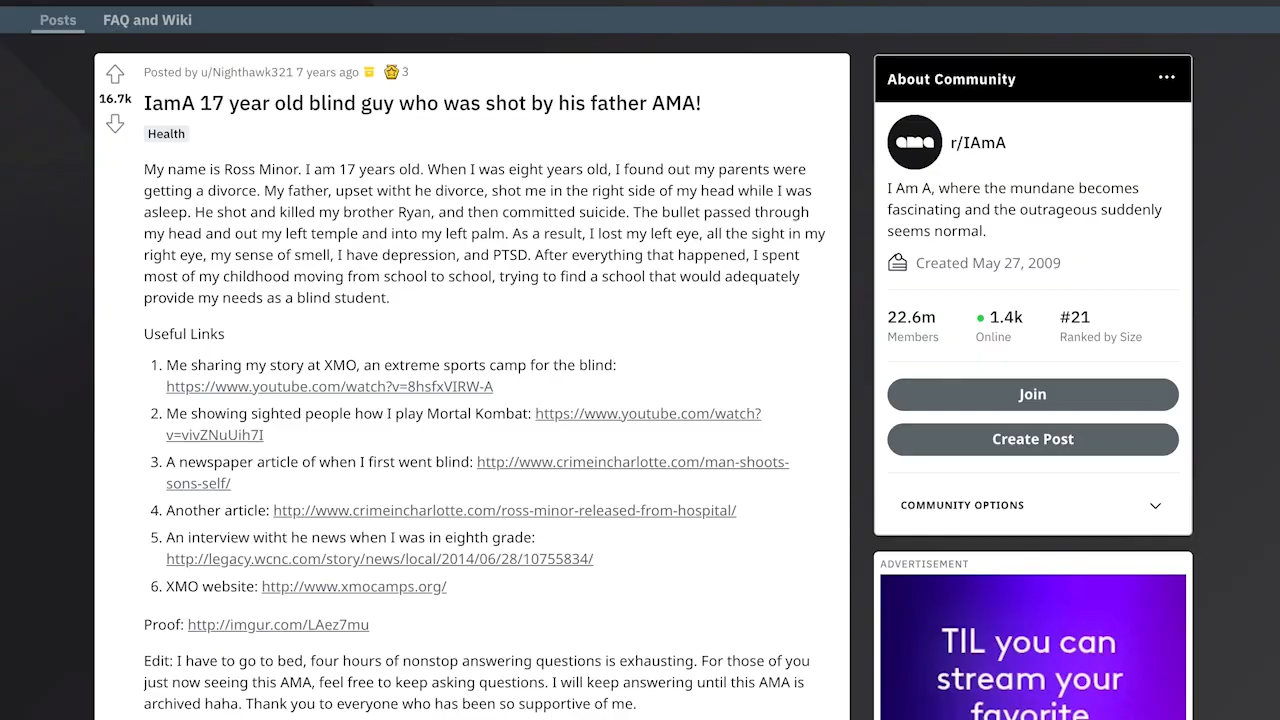 Posts FAQ and Wiki
Posted by u/Nighthawk321 7 years ago 3
16.7k
IamA 17 year old blind guy who was shot by his father AMA!
Health
My name is Ross Minor. I am 17 years old. When I was eight years old, I found out my parents were
getting a divorce. My father, upset witht he divorce, shot me in the right side of my head while I was
asleep. He shot and killed my brother Ryan, and then committed suicide. The bullet passed through
my head and out my left temple and into my left palm. As a result, I lost my left eye, all the sight in my
right eye, my sense of smell, I have depression, and PTSD. After everything that happened, I spent
most of my childhood moving from school to school, trying to find a school that would adequately
provide my needs as a blind student.
Useful Links
1. Me sharing my story at XMO, an extreme sports camp for the blind:
https://www.youtube.com/watch?v=8hsfxVIRW-A
2. Me showing sighted people how I play Mortal Kombat: https://www.youtube.com/watch?
v=vivZNuUih7I
3. A newspaper article of when I first went blind: http://www.crimeincharlotte.com/man-shoots-
sons-self/
4. Another article: http://www.crimeincharlotte.com/ross-minor-released-from-hospital/
5. An interview witht he news when I was in eighth grade:
http://legacy.wcnc.com/story/news/local/2014/06/28/10755834/
6. XMO website: http://www.xmocamps.org/
Proof: http://imgur.com/LAez7mu
Edit: I have to go to bed, four hours of nonstop answering questions is exhausting. For those of you
just now seeing this AMA, feel free to keep asking questions. I will keep answering until this AMA is
archived haha. Thank you to everyone who has been so supportive of me.
About Community
ama r/IAmA
I Am A, where the mundane becomes
fascinating and the outrageous suddenly
seems normal.
Created May 27, 2009
22.6m 1.4k #21
Members Online Ranked by Size
Join
Create Post
COMMUNITY OPTIONS
ADVERTISEMENT
TIL you can
stream your
favorite